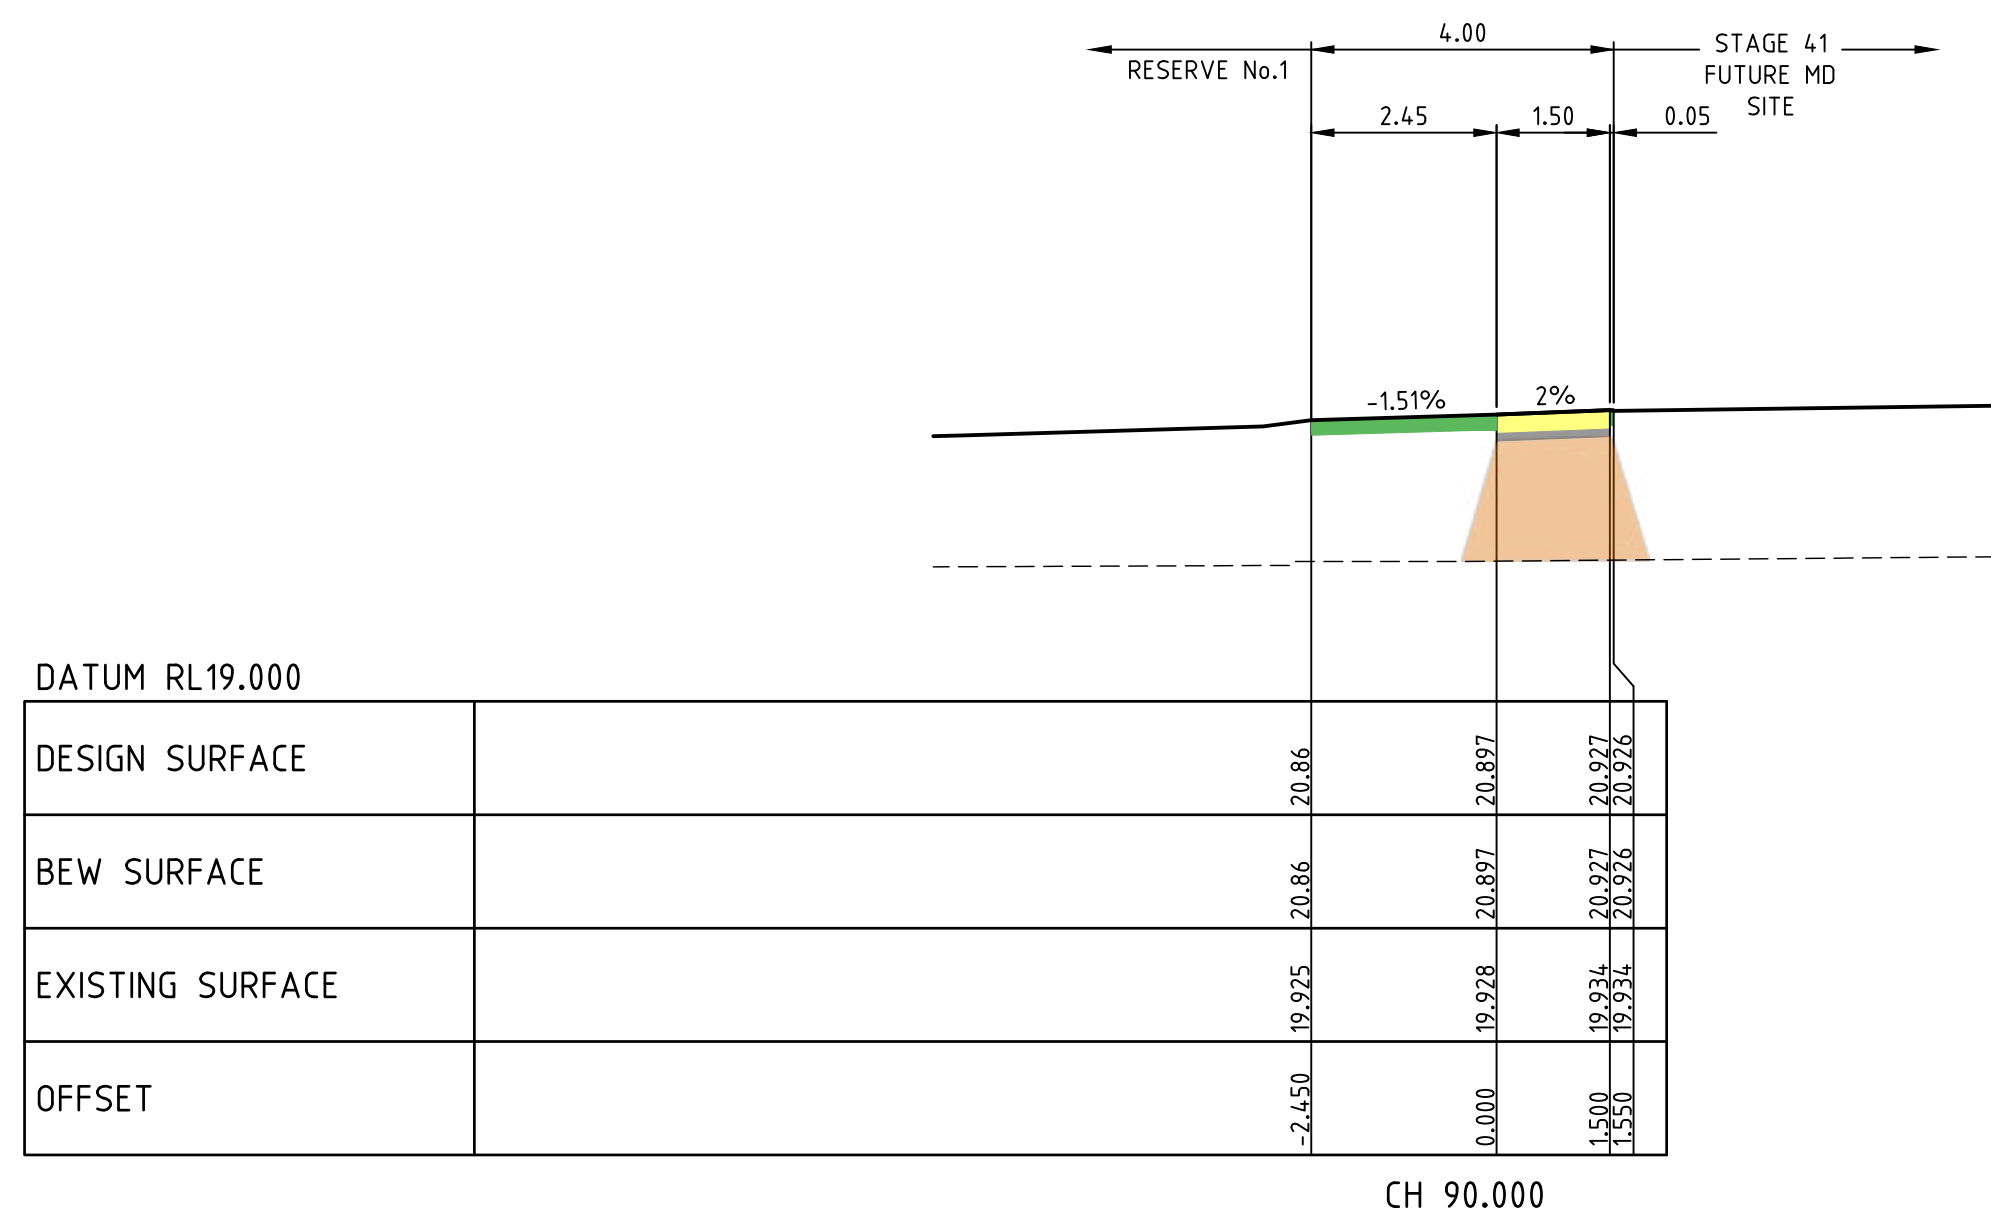 4.00
STAGE 41
FUTURE MD
SITE
RESERVE No.1
2.45
1.50
0.05
-1.51%
2%
DATUM RL19.000
DESIGN SURFACE
20.86
20.897
20.927
20.926
BEW SURFACE
20.86
20.897
20.927
20.926
EXISTING SURFACE
19.925
19.928
19.934
19.934
OFFSET
-2.450
0.000
1.500
1.550
CH 90.000